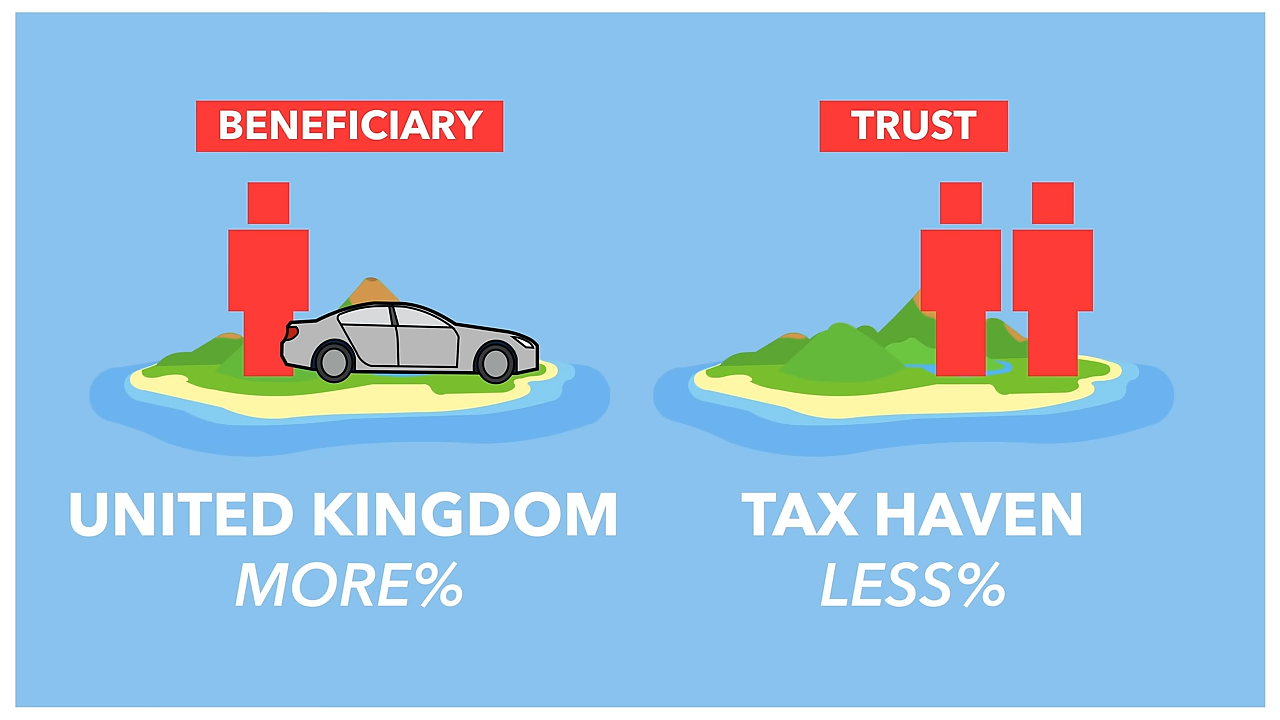 BENEFICIARY
TRUST
UNITED KINGDOM
MORE%
TAX HAVEN
LESS%